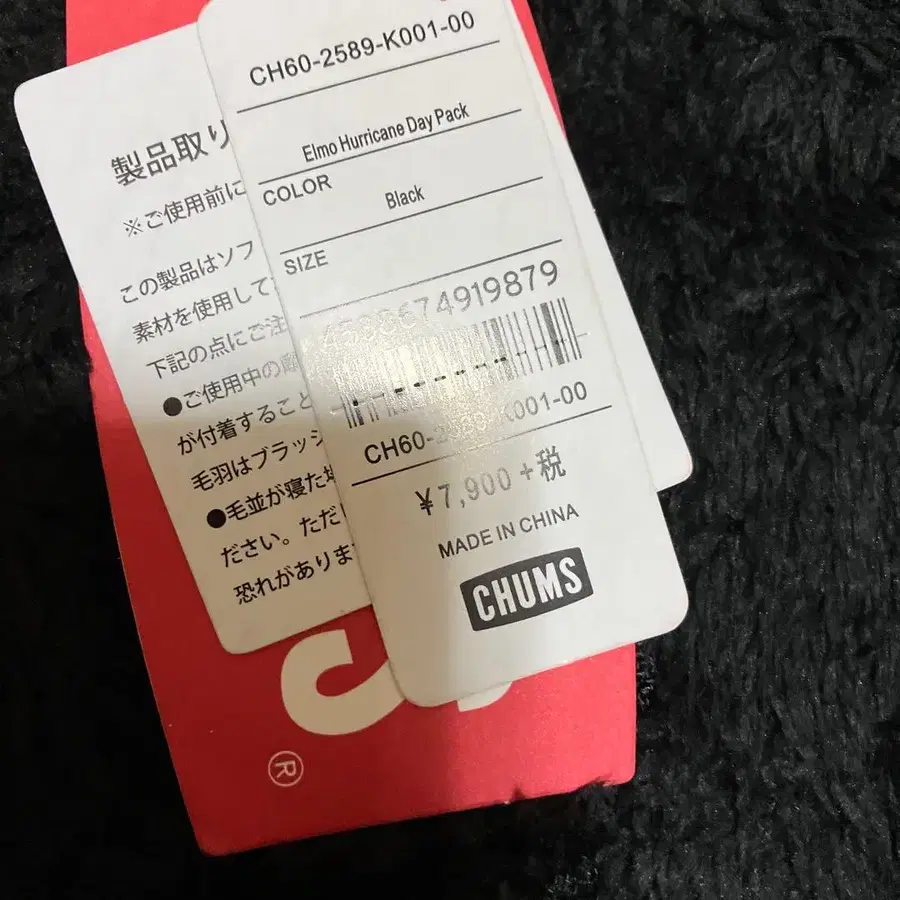 CH60-2589-K001-00
Elmo Hurricane Day Pack
COLOR
Black
SIZE
74919879
CH60-2589-K001-00
¥7,900+税
MADE IN CHINA
CHUMS
製品取り
※ご使用前に
この製品はソフ
素材を使用して
下記の点にご注
●ご使用中の摩
が付着すること
毛羽はブラッシ
●毛並が寝た場
ださい。ただし
恐れがありま
®